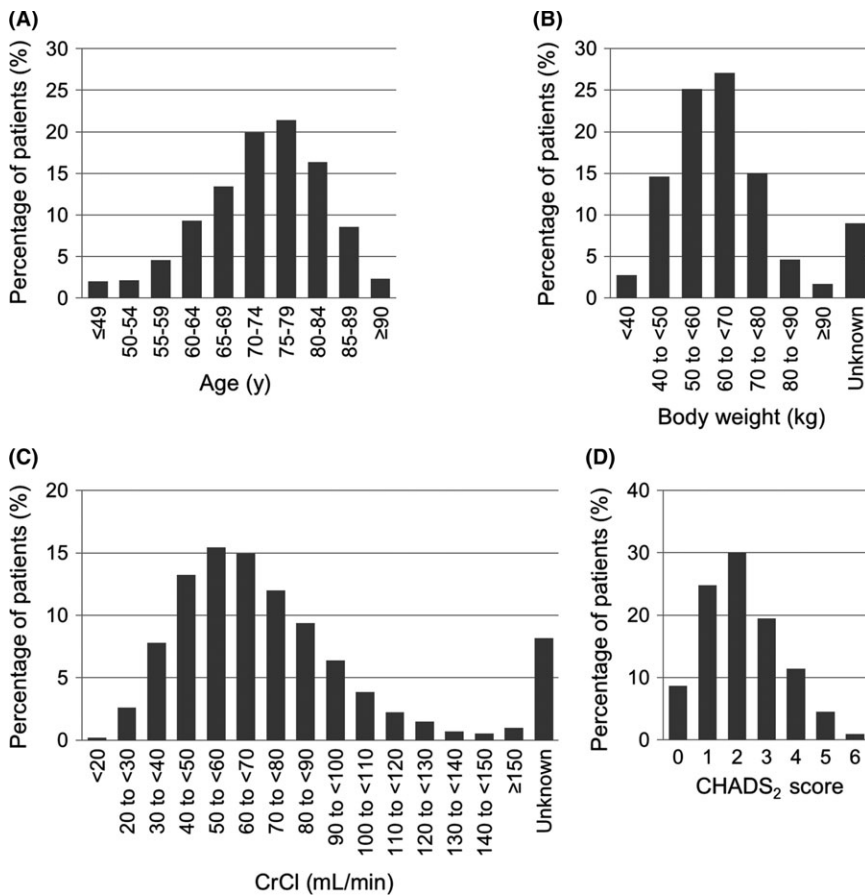 (A)
Percentage of patients (%)
30
25
20
15
10
5
0
≤49
50-54
55-59
60-64
65-69
70-74
75-79
80-84
85-89
≥90
Age (y)
(B)
Percentage of patients (%)
30
25
20
15
10
5
0
<40
40 to <50
50 to <60
60 to <70
70 to <80
80 to <90
≥90
Unknown
Body weight (kg)
(C)
Percentage of patients (%)
20
15
10
5
0
<20
20 to <30
30 to <40
40 to <50
50 to <60
60 to <70
70 to <80
80 to <90
90 to <100
100 to <110
110 to <120
120 to <130
130 to <140
140 to <150
≥150
Unknown
CrCl (mL/min)
(D)
Percentage of patients (%)
40
30
20
10
0
0 1 2 3 4 5 6
CHADS₂ score